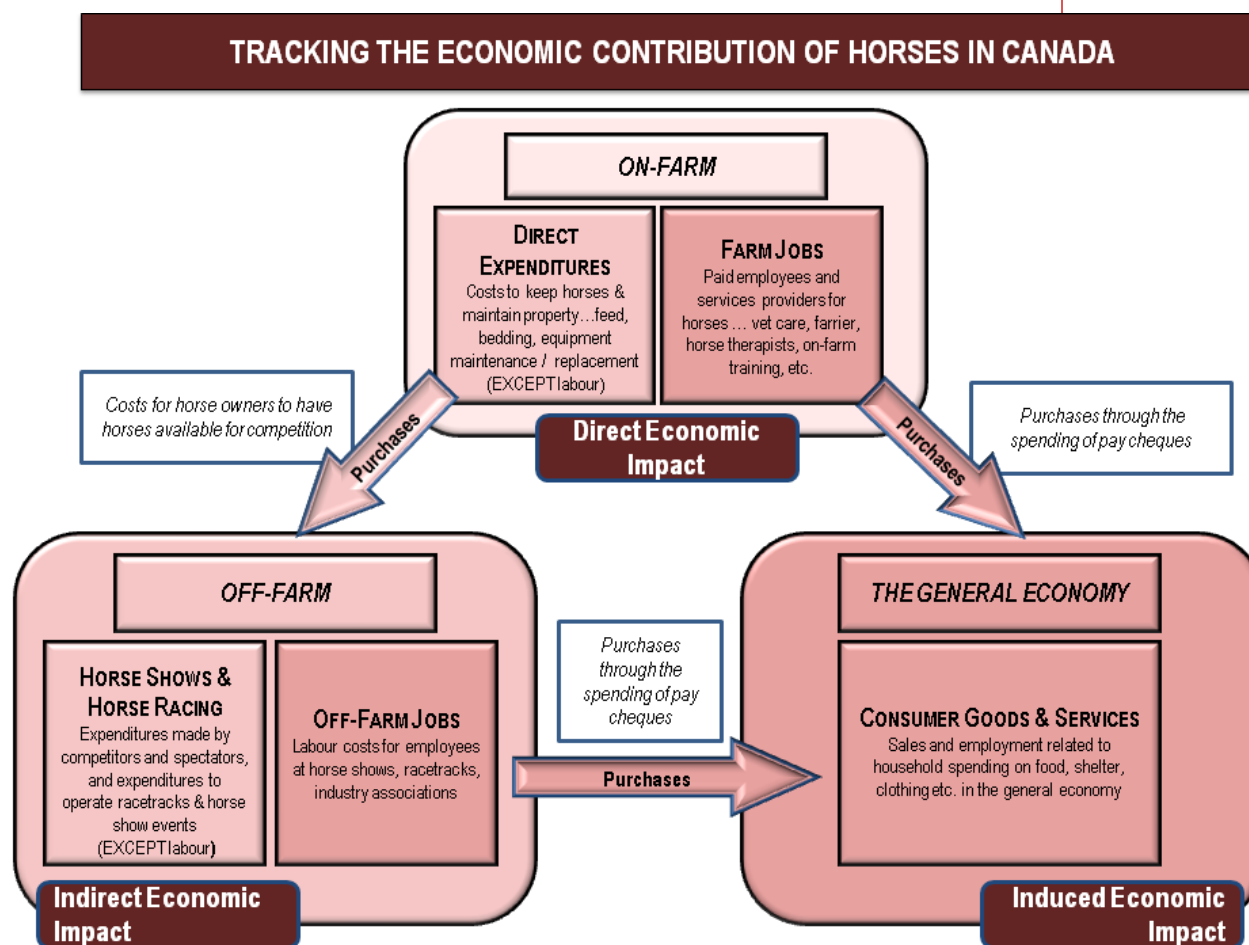 TRACKING THE ECONOMIC CONTRIBUTION OF HORSES IN CANADA
ON-FARM
DIRECT
EXPENDITURES
Costs to keep horses &
maintain property…feed,
bedding, equipment
maintenance / replacement
(EXCEPT labour)
FARM JOBS
Paid employees and
services providers for
horses … vet care, farrier,
horse therapists, on-farm
training, etc.
Direct Economic
Impact
Costs for horse owners to have
horses available for competition
Purchases
Purchases
Purchases through the
spending of pay cheques
OFF-FARM
HORSE SHOWS &
HORSE RACING
Expenditures made by
competitors and spectators,
and expenditures to
operate racetracks & horse
show events
(EXCEPT labour)
OFF-FARM JOBS
Labour costs for employees
at horse shows, racetracks,
industry associations
Indirect Economic
Impact
Purchases
through the
spending of pay
cheques
Purchases
THE GENERAL ECONOMY
CONSUMER GOODS & SERVICES
Sales and employment related to
household spending on food, shelter,
clothing etc. in the general economy
Induced Economic
Impact